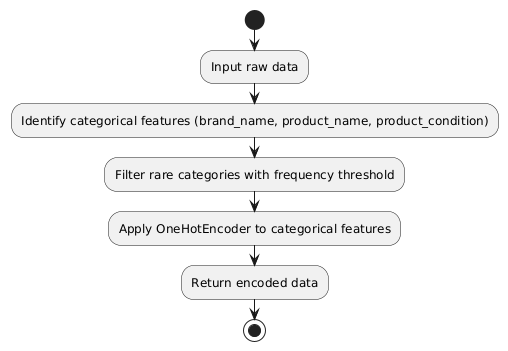 Input raw data
Identify categorical features (brand_name, product_name, product_condition)
Filter rare categories with frequency threshold
Apply OneHotEncoder to categorical features
Return encoded data